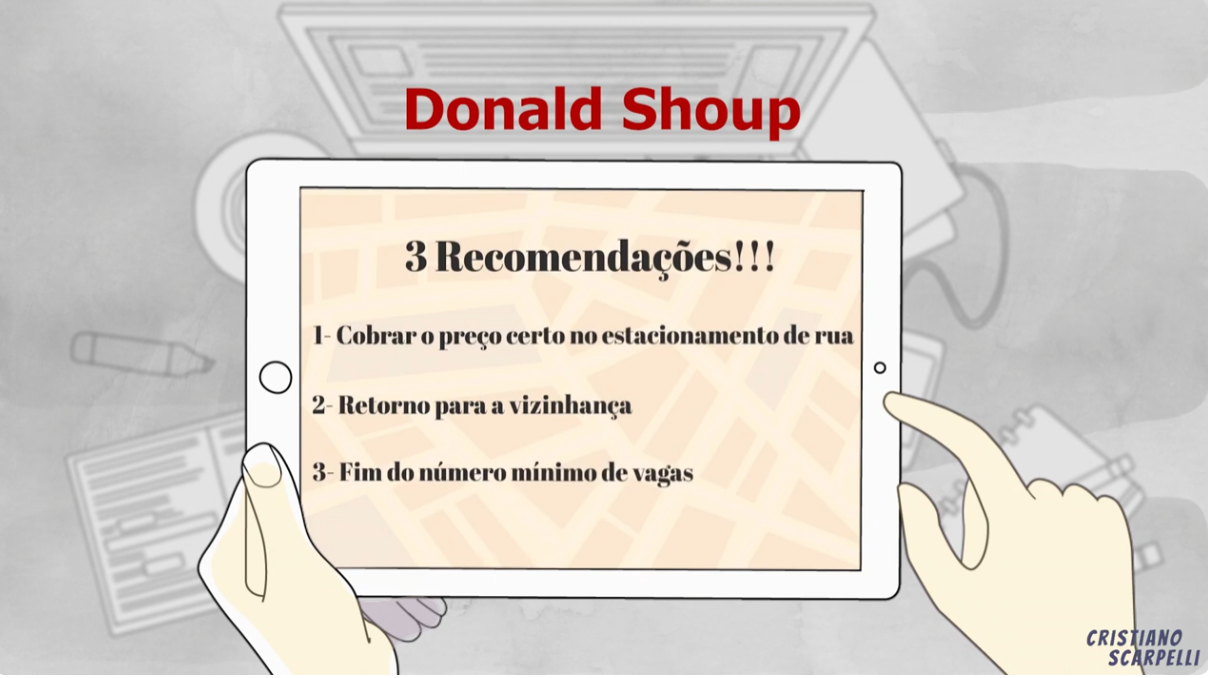 Donald Shoup
3 Recomendações!!!
1- Cobrar o preço certo no estacionamento de rua
2- Retorno para a vizinhança
3- Fim do número mínimo de vagas
CRISTIANO
SCARPELLI